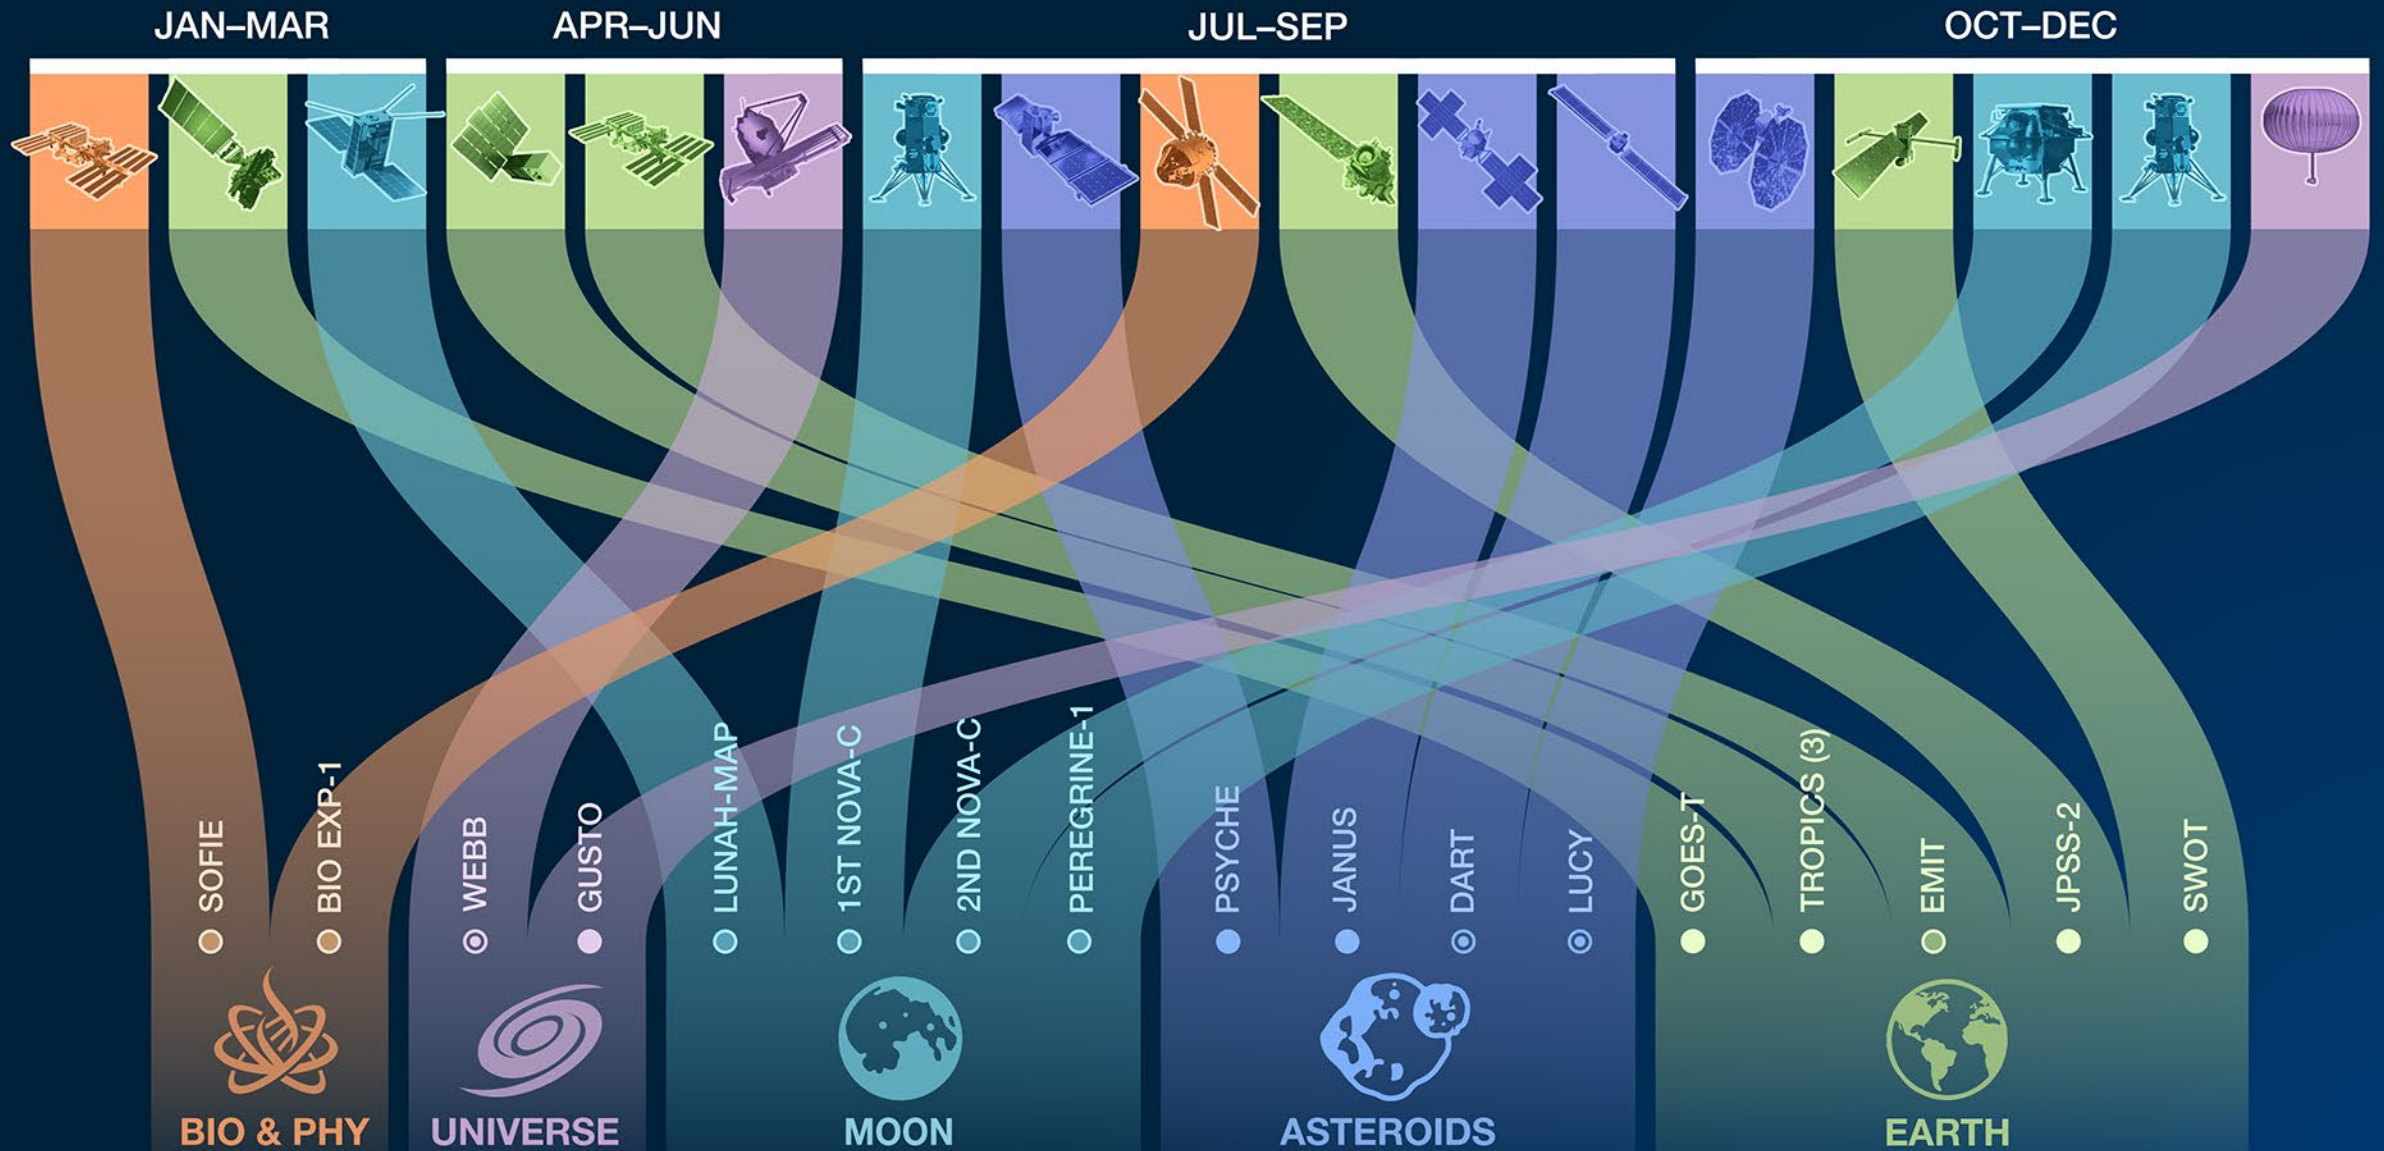 JAN–MAR
APR–JUN
JUL–SEP
OCT–DEC
SOFIE
BIO EXP-1
WEBB
GUSTO
LUNAH-MAP
1ST NOVA-C
2ND NOVA-C
PEREGRINE-1
PSYCHE
JANUS
DART
LUCY
GOES-T
TROPICS (3)
EMIT
JPSS-2
SWOT
BIO & PHY
UNIVERSE
MOON
ASTEROIDS
EARTH